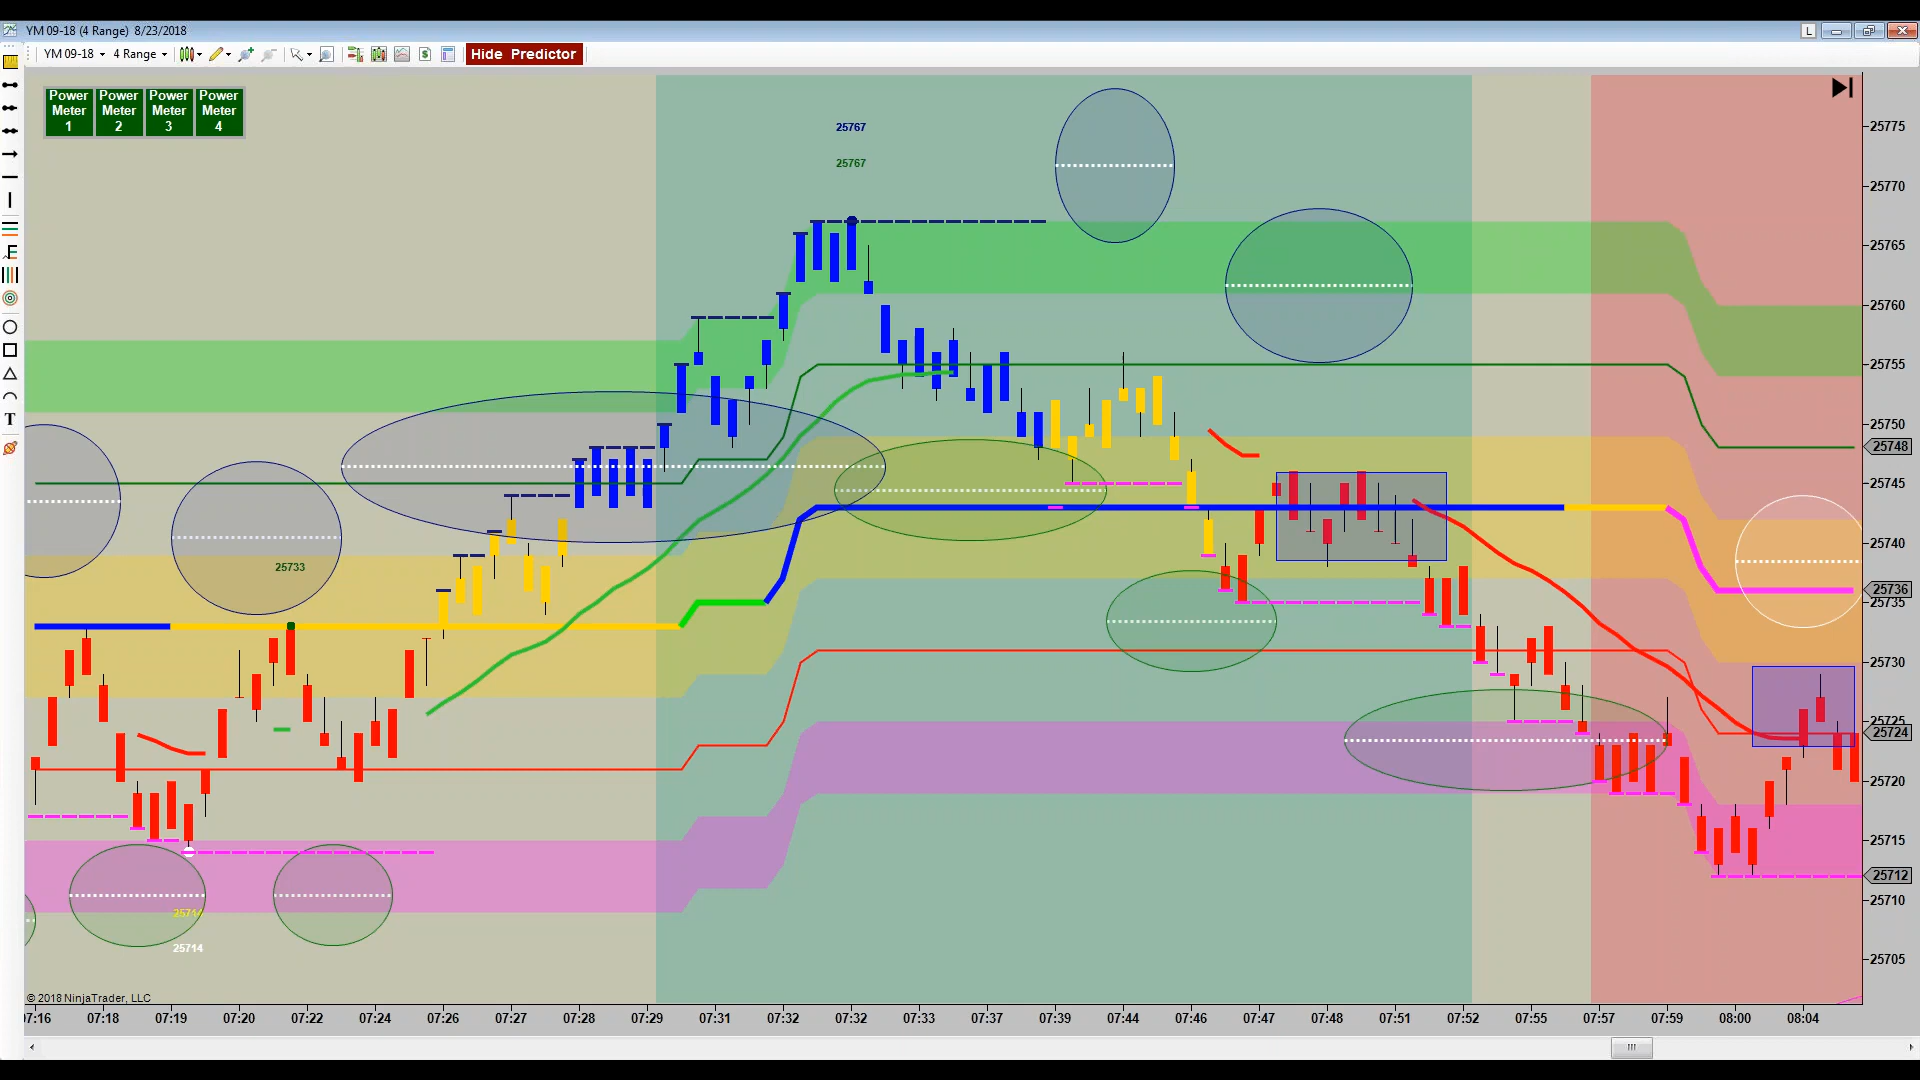 YM 09-18 (4 Range) 8/23/2018
L
YM 09-18 4 Range Hide Predictor
Power Meter 1
Power Meter 2
Power Meter 3
Power Meter 4
F
T
25767
25767
25733
25714
25714
25775
25770
25765
25760
25755
25750
25748
25745
25740
25736
25735
25730
25725
25724
25720
25715
25712
25710
25705
© 2018 NinjaTrader, LLC
07:16 07:18 07:19 07:20 07:22 07:24 07:26 07:27 07:28 07:29 07:31 07:32 07:32 07:33 07:37 07:39 07:44 07:46 07:47 07:48 07:51 07:52 07:55 07:57 07:59 08:00 08:04